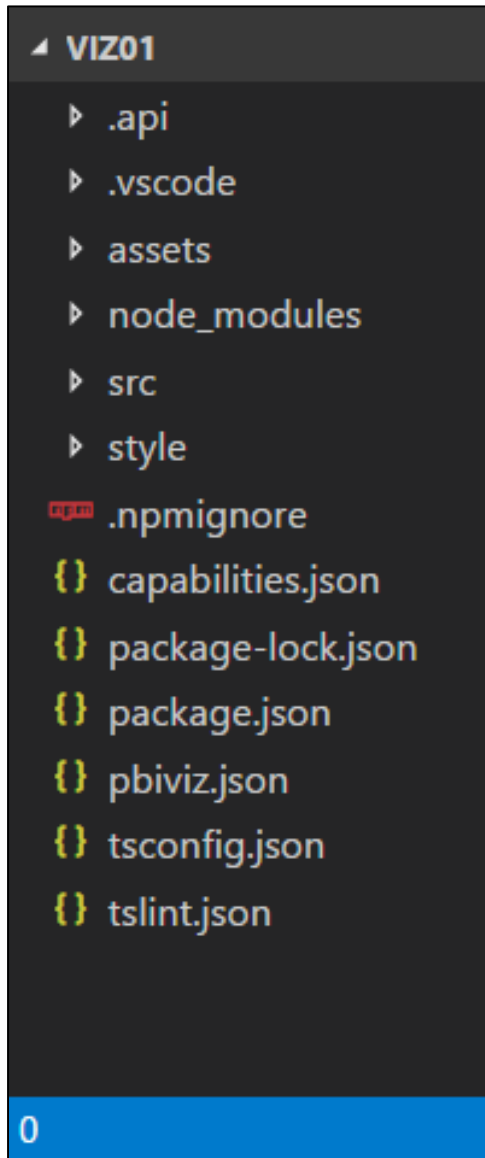 VIZ01
.api
.vscode
assets
node_modules
src
style
npm .npmignore
{} capabilities.json
{} package-lock.json
{} package.json
{} pbiviz.json
{} tsconfig.json
{} tslint.json
0